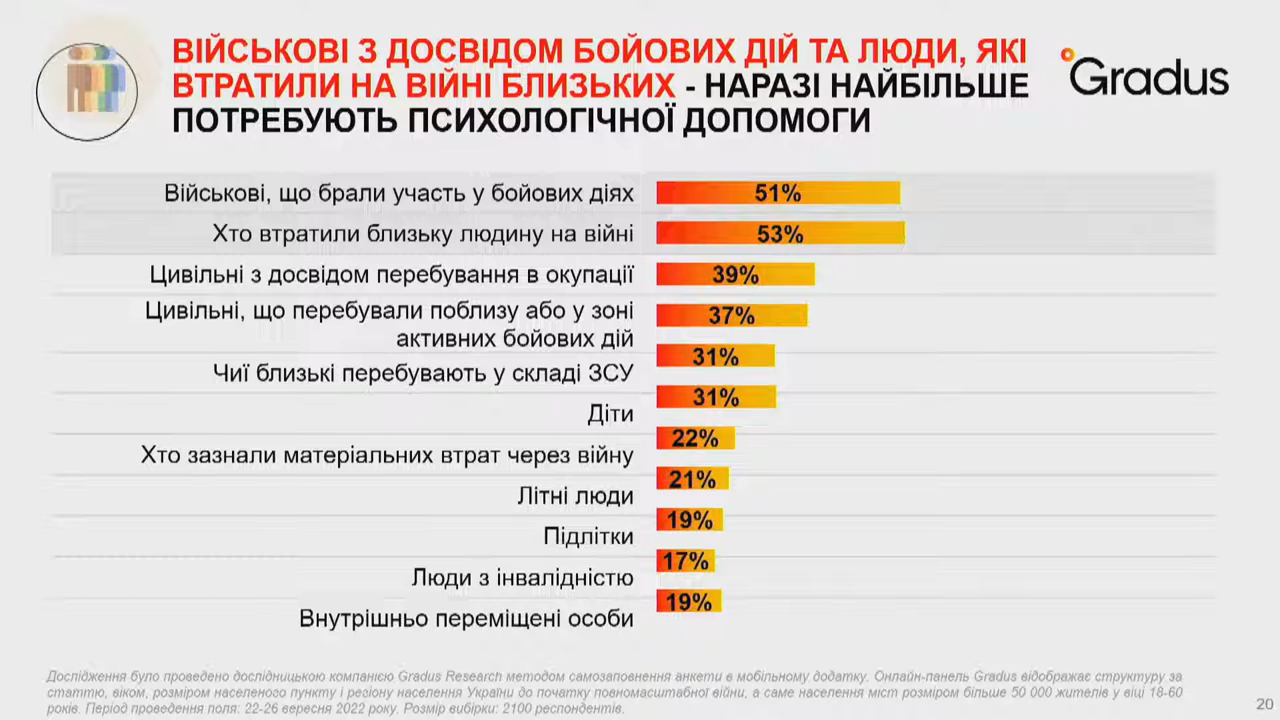 ВІЙСЬКОВІ З ДОСВІДОМ БОЙОВИХ ДІЙ ТА ЛЮДИ, ЯКІ
ВТРАТИЛИ НА ВІЙНІ БЛИЗЬКИХ - НАРАЗІ НАЙБІЛЬШЕ
ПОТРЕБУЮТЬ ПСИХОЛОГІЧНОЇ ДОПОМОГИ
Gradus
Військові, що брали участь у бойових діях 51%
Хто втратили близьку людину на війні 53%
Цивільні з досвідом перебування в окупації 39%
Цивільні, що перебували поблизу або у зоні 37%
активних бойових дій
Чиї близькі перебувають у складі ЗСУ 31%
Діти 31%
Хто зазнали матеріальних втрат через війну 22%
Літні люди 21%
Підлітки 19%
Люди з інвалідністю 17%
Внутрішньо переміщені особи 19%
Дослідження було проведено дослідницькою компанією Gradus Research методом самозаповнення анкети в мобільному додатку. Онлайн-панель Gradus відображає структуру за
статтю, віком, розміром населеного пункту і регіону населення України до початку повномасштабної війни, а саме населення міст розміром більше 50 000 жителів у віці 18-60
років. Період проведення поля: 22-26 вересня 2022 року. Розмір вибірки: 2100 респондентів.
20